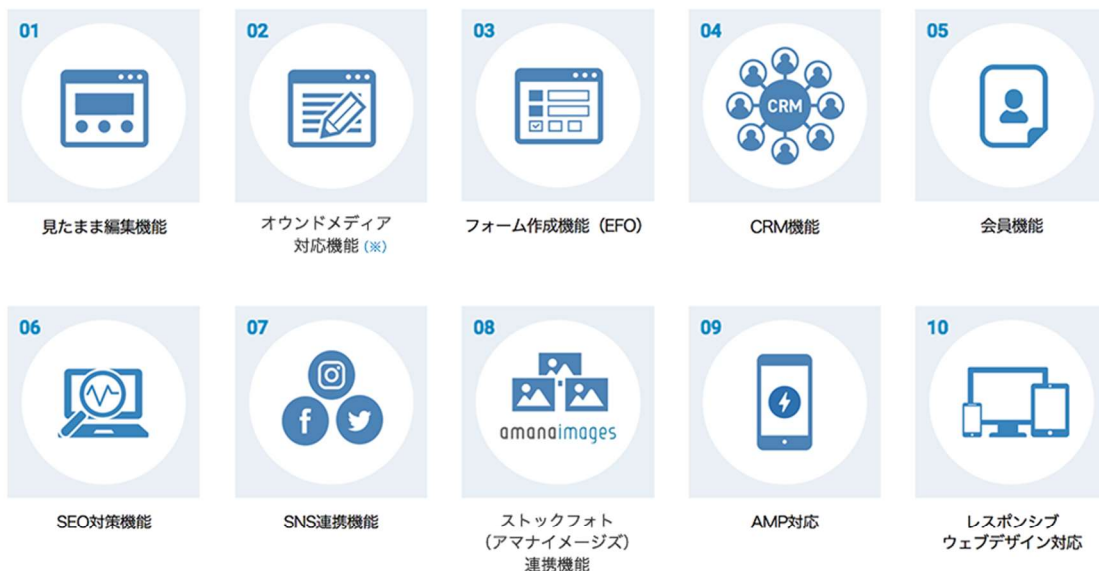 01
見たまま編集機能
02
オウンドメディア
対応機能(※)
03
フォーム作成機能（EFO）
04
CRM
CRM機能
05
会員機能
06
SEO対策機能
07
SNS連携機能
08
amanaimages
ストックフォト
（アマナイメージズ）
連携機能
09
AMP対応
10
レスポンシブ
ウェブデザイン対応